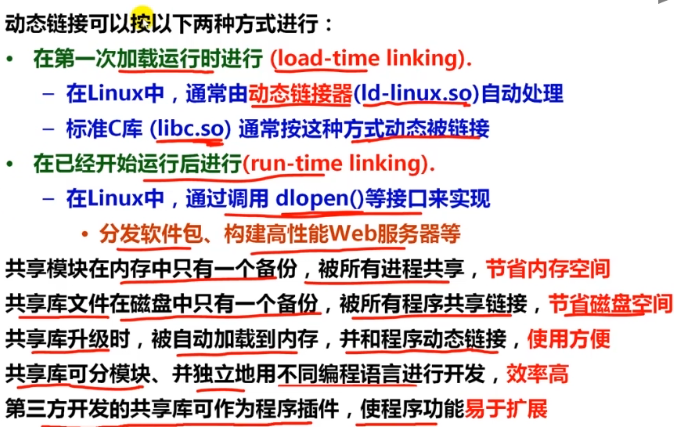 动态链接可以按以下两种方式进行：
• 在第一次加载运行时进行 (load-time linking).
– 在Linux中，通常由动态链接器(ld-linux.so)自动处理
– 标准C库 (libc.so) 通常按这种方式动态被链接
• 在已经开始运行后进行(run-time linking).
– 在Linux中，通过调用 dlopen()等接口来实现
• 分发软件包、构建高性能Web服务器等
共享模块在内存中只有一个备份，被所有进程共享，节省内存空间
共享库文件在磁盘中只有一个备份，被所有程序共享链接，节省磁盘空间
共享库升级时，被自动加载到内存，并和程序动态链接，使用方便
共享库可分模块、并独立地用不同编程语言进行开发，效率高
第三方开发的共享库可作为程序插件，使程序功能易于扩展